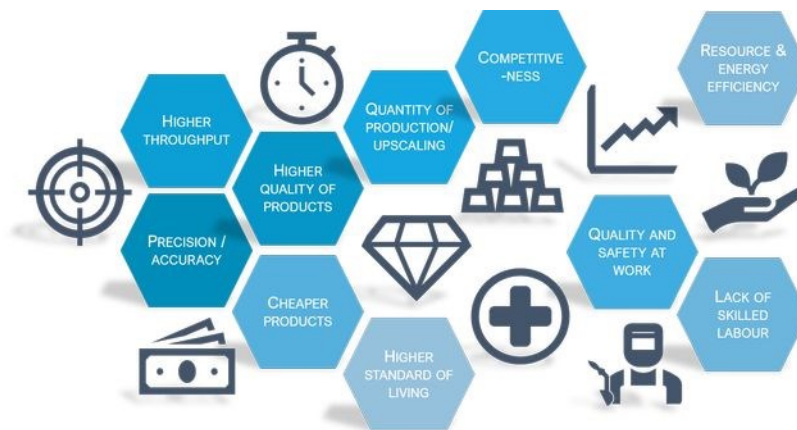 COMPETITIVE
-NESS
RESOURCE &
ENERGY
EFFICIENCY
HIGHER
THROUGHPUT
QUANTITY OF
PRODUCTION/
UPSCALING
HIGHER
QUALITY OF
PRODUCTS
PRECISION /
ACCURACY
QUALITY AND
SAFETY AT
WORK
CHEAPER
PRODUCTS
LACK OF
SKILLED
LABOUR
HIGHER
STANDARD OF
LIVING